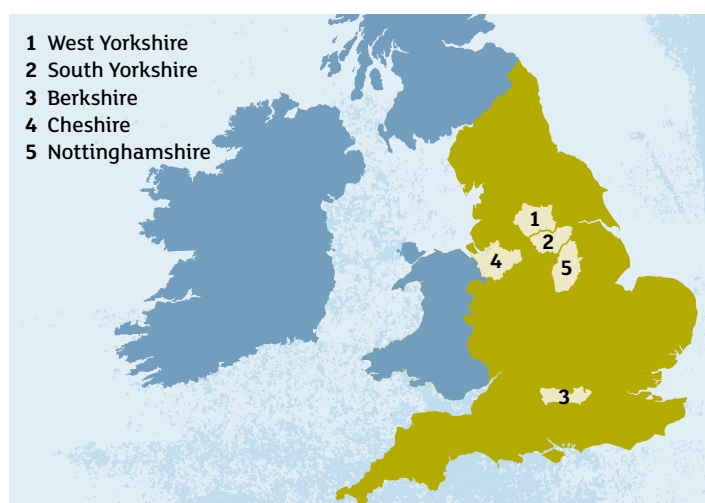 1 West Yorkshire
2 South Yorkshire
3 Berkshire
4 Cheshire
5 Nottinghamshire
1
2
4
5
3